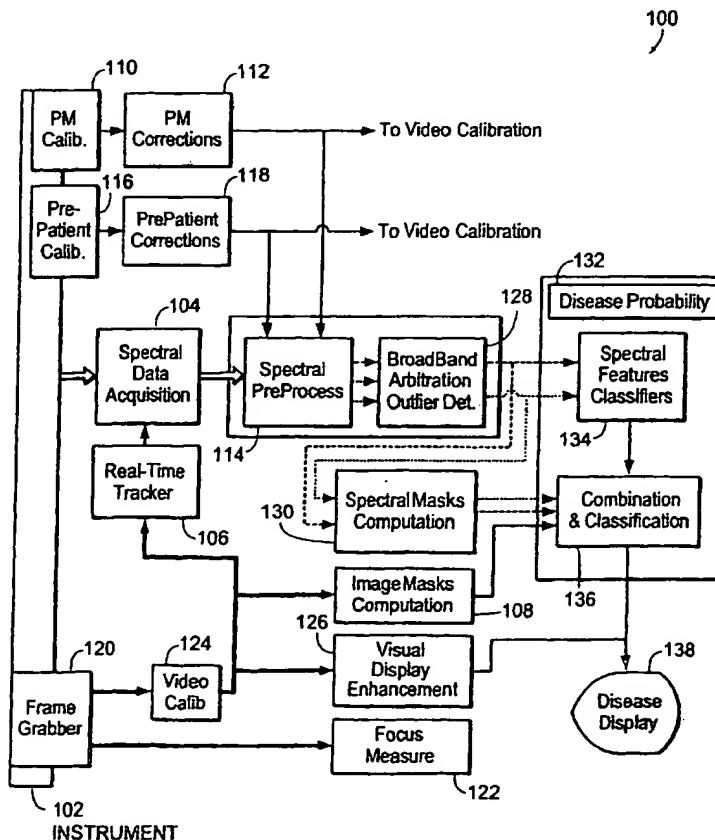 100
110
112
PM
Calib.
PM
Corrections
To Video Calibration
116
118
Pre-
Patient
Calib.
PrePatient
Corrections
To Video Calibration
132
Disease Probability
104
128
Spectral
Data
Acquisition
Spectral
PreProcess
BroadBand
Arbitration
Outlier Det.
Spectral
Features
Classifiers
114
134
Real-Time
Tracker
106
Spectral Masks
Computation
130
Combination
& Classification
136
Image Masks
Computation
108
126
120
124
Visual
Display
Enhancement
138
Frame
Grabber
Video
Calib
Disease
Display
Focus
Measure
122
102
INSTRUMENT